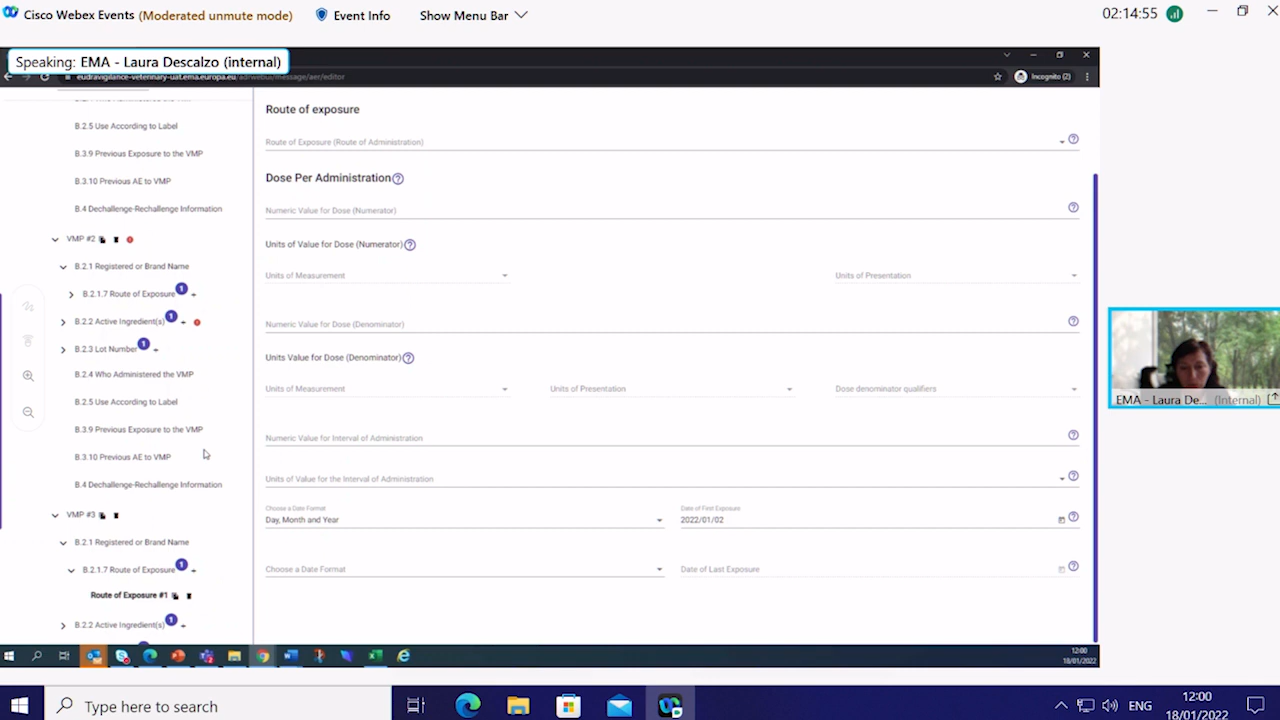 Cisco Webex Events (Moderated unmute mode) Event Info Show Menu Bar 02:14:55
Speaking: EMA - Laura Descalzo (internal)
eudravigilance-veterinary-uat.ema.europa.eu/adrwebui/message/aer/editor Incognito (2)
B.2.5 Use According to Label
B.3.9 Previous Exposure to the VMP
B.3.10 Previous AE to VMP
B.4 Dechallenge-Rechallenge Information
VMP #2
B.2.1 Registered or Brand Name
B.2.1.7 Route of Exposure 1
B.2.2 Active Ingredient(s) 1
B.2.3 Lot Number 1
B.2.4 Who Administered the VMP
B.2.5 Use According to Label
B.3.9 Previous Exposure to the VMP
B.3.10 Previous AE to VMP
B.4 Dechallenge-Rechallenge Information
VMP #3
B.2.1 Registered or Brand Name
B.2.1.7 Route of Exposure 1
Route of Exposure #1
B.2.2 Active Ingredient(s) 1
Route of exposure
Route of Exposure (Route of Administration)
Dose Per Administration
Numeric Value for Dose (Numerator)
Units of Value for Dose (Numerator)
Units of Measurement Units of Presentation
Numeric Value for Dose (Denominator)
Units Value for Dose (Denominator)
Units of Measurement Units of Presentation Dose denominator qualifiers
Numeric Value for Interval of Administration
Units of Value for the Interval of Administration
Choose a Date Format Date of First Exposure
Day, Month and Year 2022/01/02
Choose a Date Format Date of Last Exposure
EMA - Laura De... (Internal)
12:00
18/01/2022
Type here to search ENG 12:00
18/01/2022